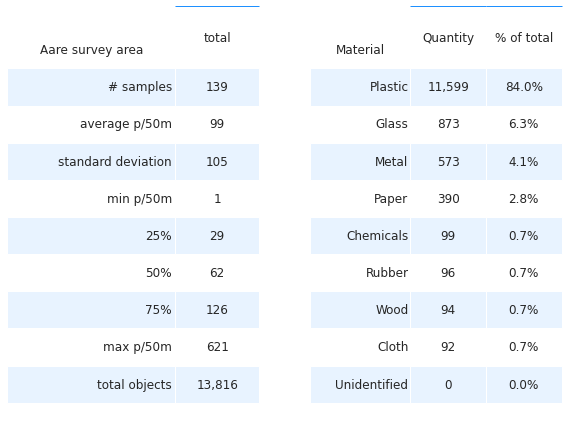 Aare survey area total
# samples 139
average p/50m 99
standard deviation 105
min p/50m 1
25% 29
50% 62
75% 126
max p/50m 621
total objects 13,816
Material Quantity % of total
Plastic 11,599 84.0%
Glass 873 6.3%
Metal 573 4.1%
Paper 390 2.8%
Chemicals 99 0.7%
Rubber 96 0.7%
Wood 94 0.7%
Cloth 92 0.7%
Unidentified 0 0.0%